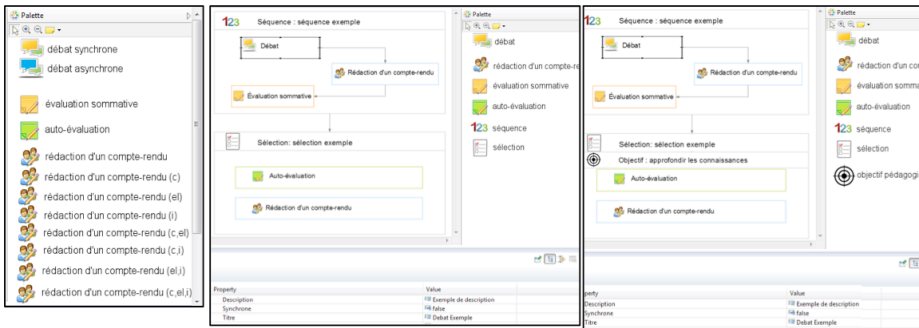 Palette
débat synchrone
débat asynchrone
évaluation sommative
auto-évaluation
rédaction d'un compte-rendu
rédaction d'un compte-rendu (c)
rédaction d'un compte-rendu (el)
rédaction d'un compte-rendu (i)
rédaction d'un compte-rendu (c,el)
rédaction d'un compte-rendu (c,i)
rédaction d'un compte-rendu (el,i)
rédaction d'un compte-rendu (c,el,i)
123 Séquence : séquence exemple
Débat
Rédaction d'un compte-rendu
Évaluation sommative
Sélection: sélection exemple
Auto-évaluation
Rédaction d'un compte-rendu
Palette
débat
rédaction d'un compte-re
évaluation sommative
auto-évaluation
123 séquence
sélection
Property Value
Description Exemple de description
Synchrone false
Titre Debat Exemple
123 Séquence : séquence exemple
Débat
Rédaction d'un compte-rendu
Évaluation sommative
Sélection: sélection exemple
Objectif : approfondir les connaissances
Auto-évaluation
Rédaction d'un compte-rendu
Palette
débat
rédaction d'un con
évaluation somma
auto-évaluation
123 séquence
sélection
objectif pédagogi
perty Value
Description Exemple de description
Synchrone false
Titre Debat Exemple